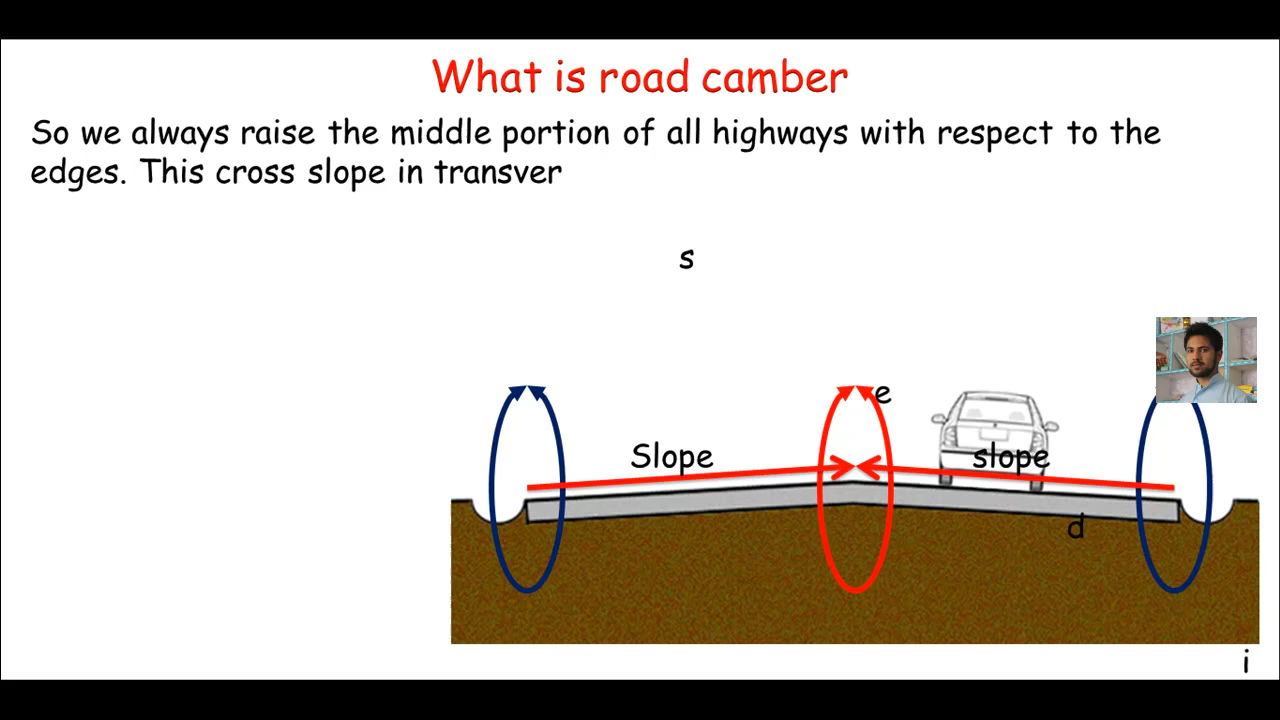 What is road camber
So we always raise the middle portion of all highways with respect to the
edges. This cross slope in transver
s
e
Slope
slope
d
i